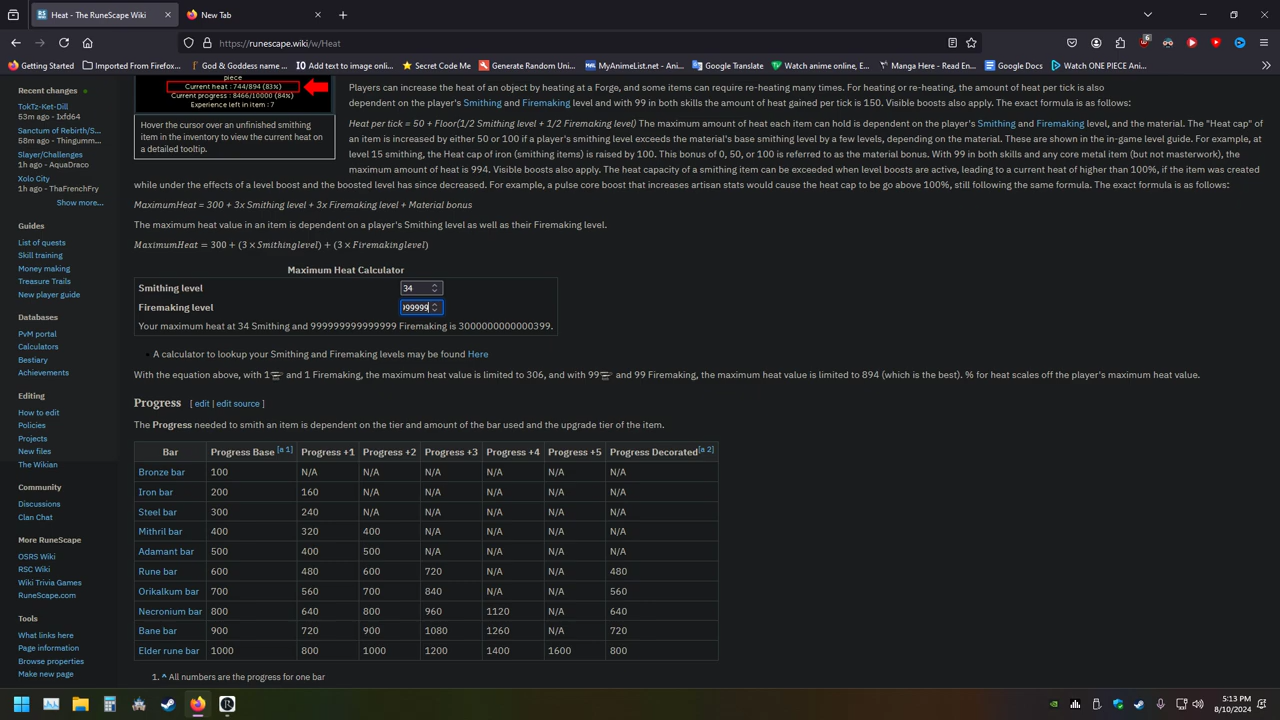 Heat - The RuneScape Wiki
New Tab
https://runescape.wiki/w/Heat
6
Getting Started
Imported From Firefox...
God & Goddess name ...
Add text to image onlin...
Secret Code Me
Generate Random Uni...
MyAnimeList.net - Ani...
Google Translate
Watch anime online, ...
Manga Here - Read En...
Google Docs
Watch ONE PIECE Ani...
Recent changes
TokTz-Ket-Dill
53m ago - 1xfd64
Sanctum of Rebirth/S...
58m ago - Thingumm...
Slayer/Challenges
1h ago - AquaDraco
Xolo City
1h ago - ThaFrenchFry
Show more...
Guides
List of quests
Skill training
Money making
Treasure Trails
New player guide
Databases
PvM portal
Calculators
Bestiary
Achievements
Editing
How to edit
Policies
Projects
New files
The Wikian
Community
Discussions
Clan Chat
More RuneScape
OSRS Wiki
RSC Wiki
Wiki Trivia Games
RuneScape.com
Tools
What links here
Page information
Browse properties
Make new page
piece
Current heat : 744/894 (83%)
Current progress : 8466/10000 (84%)
Experience left in item : 7
Hover the cursor over an unfinished smithing
item in the inventory to view the current heat on
a detailed tooltip.
Players can increase the heat of an object by heating at a Forge, and some items can require re-heating many times. For heating or re-heating, the amount of heat gained per tick is also
dependent on the player's Smithing and Firemaking level and with 99 in both skills the amount of heat gained per tick is 150. Visible boosts also apply. The exact formula is as follows:
Heat per tick = 50 + Floor(1/2 Smithing level + 1/2 Firemaking level) The maximum amount of heat each item can hold is dependent on the player's Smithing and Firemaking level, and the material. The "Heat cap" of
an item is increased by either 50 or 100 if a player's smithing level exceeds the material's base smithing level by a few levels, depending on the material. These are shown in the in-game level guide. For example, at
level 15 smithing, the Heat cap of iron (smithing items) is raised by 100. This bonus of 0, 50, or 100 is referred to as the material bonus. With 99 in both skills and any core metal item (but not masterwork), the
maximum amount of heat is 994. Visible boosts also apply. The heat capacity of a smithing item can be exceeded when level boosts are active, leading to a current heat of higher than 100%, if the item was created
while under the effects of a level boost and the boosted level has since decreased. For example, a pulse core boost that increases artisan stats would cause the heat cap to be go above 100%, still following the same formula. The exact formula is as follows:
MaximumHeat = 300 + 3x Smithing level + 3x Firemaking level + Material bonus
The maximum heat value in an item is dependent on a player's Smithing level as well as their Firemaking level.
MaximumHeat = 300 + (3 × Smithinglevel) + (3 × Firemakinglevel)
Maximum Heat Calculator
Smithing level 34
Firemaking level 999999
Your maximum heat at 34 Smithing and 999999999999999 Firemaking is 3000000000000399.
• A calculator to lookup your Smithing and Firemaking levels may be found Here
With the equation above, with 1 and 1 Firemaking, the maximum heat value is limited to 306, and with 99 and 99 Firemaking, the maximum heat value is limited to 894 (which is the best). % for heat scales off the player's maximum heat value.
Progress [ edit | edit source ]
The Progress needed to smith an item is dependent on the tier and amount of the bar used and the upgrade tier of the item.
Bar Progress Base [a 1] Progress +1 Progress +2 Progress +3 Progress +4 Progress +5 Progress Decorated[a 2]
Bronze bar 100 N/A N/A N/A N/A N/A N/A
Iron bar 200 160 N/A N/A N/A N/A N/A
Steel bar 300 240 N/A N/A N/A N/A N/A
Mithril bar 400 320 400 N/A N/A N/A N/A
Adamant bar 500 400 500 N/A N/A N/A N/A
Rune bar 600 480 600 720 N/A N/A 480
Orikalkum bar 700 560 700 840 N/A N/A 560
Necronium bar 800 640 800 960 1120 N/A 640
Bane bar 900 720 900 1080 1260 N/A 720
Elder rune bar 1000 800 1000 1200 1400 1600 800
1. ^ All numbers are the progress for one bar
5:13 PM
8/10/2024